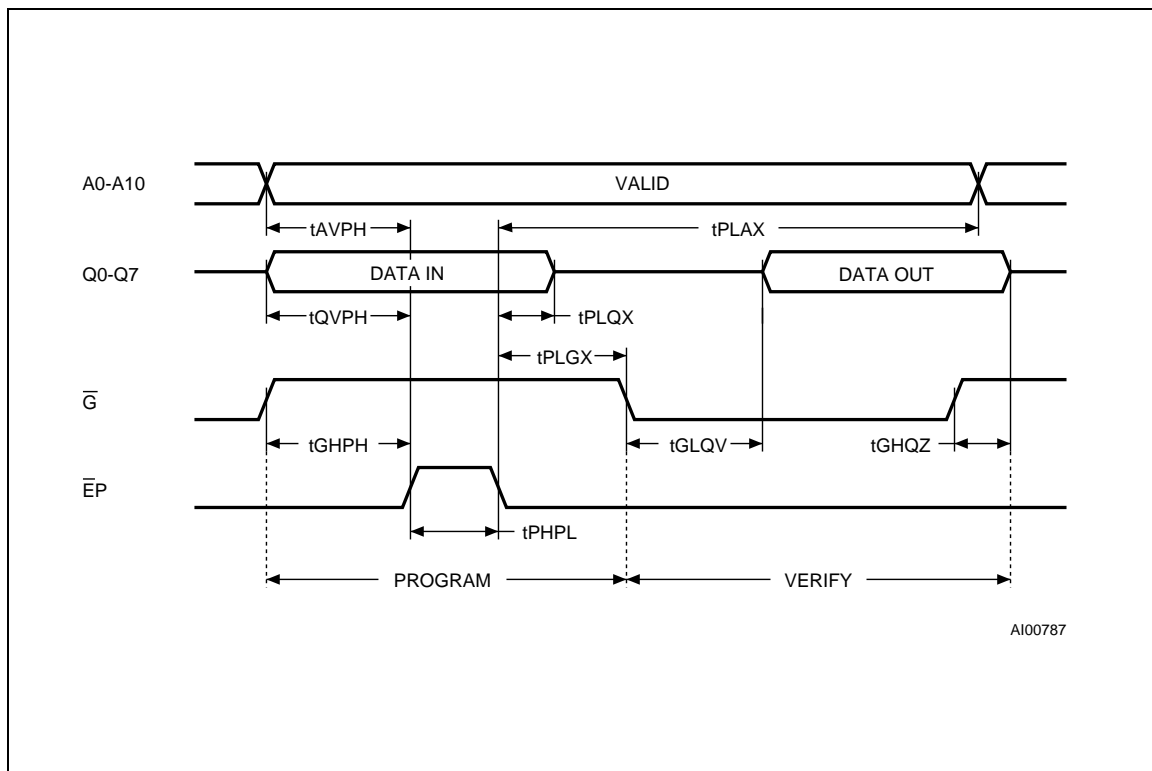 A0-A10
VALID
tAVPH
tPLAX
Q0-Q7
DATA IN
DATA OUT
tQVPH
tPLQX
tPLGX
G̅
tGHPH
tGLQV
tGHQZ
E̅P
tPHPL
PROGRAM
VERIFY
AI00787